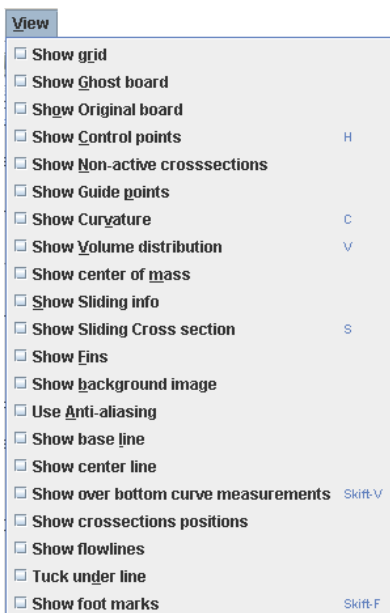 View
Show grid
Show Ghost board
Show Original board
Show Control points H
Show Non-active crosssections
Show Guide points
Show Curvature C
Show Volume distribution V
Show center of mass
Show Sliding info
Show Sliding Cross section S
Show Fins
Show background image
Use Anti-aliasing
Show base line
Show center line
Show over bottom curve measurements Skift-V
Show crossections positions
Show flowlines
Tuck under line
Show foot marks Skift-F